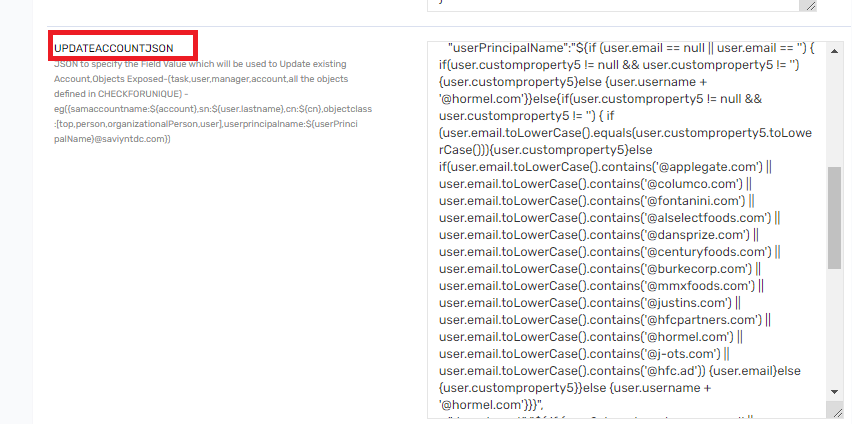 }
UPDATEACCOUNTJSON
JSON to specify the Field Value which will be used to Update existing
Account,Objects Exposed-(task,user,manager,account,all the objects
defined in CHECKFORUNIQUE) -
eg({samaccountname:${account},sn:${user.lastname},cn:${cn},objectclass
:[top,person,organizationalPerson,user],userprincipalname:${userPrinci
palName}@saviyntdc.com})
"userPrincipalName":"${if (user.email == null || user.email == '') {
if(user.customproperty5 != null && user.customproperty5 != '')
{user.customproperty5}else {user.username +
'@hormel.com'}}else{if(user.customproperty5 != null &&
user.customproperty5 != '') { if
(user.email.toLowerCase().equals(user.customproperty5.toLowe
rCase())){user.customproperty5}else
if(user.email.toLowerCase().contains('@applegate.com') ||
user.email.toLowerCase().contains('@columco.com') ||
user.email.toLowerCase().contains('@fontanini.com') ||
user.email.toLowerCase().contains('@alselectfoods.com') ||
user.email.toLowerCase().contains('@dansprize.com') ||
user.email.toLowerCase().contains('@centuryfoods.com') ||
user.email.toLowerCase().contains('@burkecorp.com') ||
user.email.toLowerCase().contains('@mmxfoods.com') ||
user.email.toLowerCase().contains('@justins.com') ||
user.email.toLowerCase().contains('@hfcpartners.com') ||
user.email.toLowerCase().contains('@hormel.com') ||
user.email.toLowerCase().contains('@j-ots.com') ||
user.email.toLowerCase().contains('@hfc.ad')) {user.email}else
{user.customproperty5}}else {user.username +
'@hormel.com'}}}",